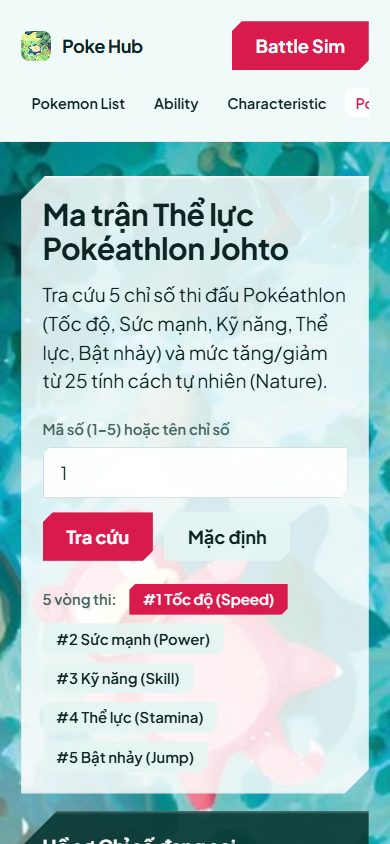 Poke Hub
Battle Sim
Pokemon List Ability Characteristic
Ma trận Thể lực
Pokéathlon Johto
Tra cứu 5 chỉ số thi đấu Pokéathlon
(Tốc độ, Sức mạnh, Kỹ năng, Thể
lực, Bật nhảy) và mức tăng/giảm
từ 25 tính cách tự nhiên (Nature).
Mã số (1–5) hoặc tên chỉ số
1
Tra cứu Mặc định
5 vòng thi: #1 Tốc độ (Speed)
#2 Sức mạnh (Power)
#3 Kỹ năng (Skill)
#4 Thể lực (Stamina)
#5 Bật nhảy (Jump)